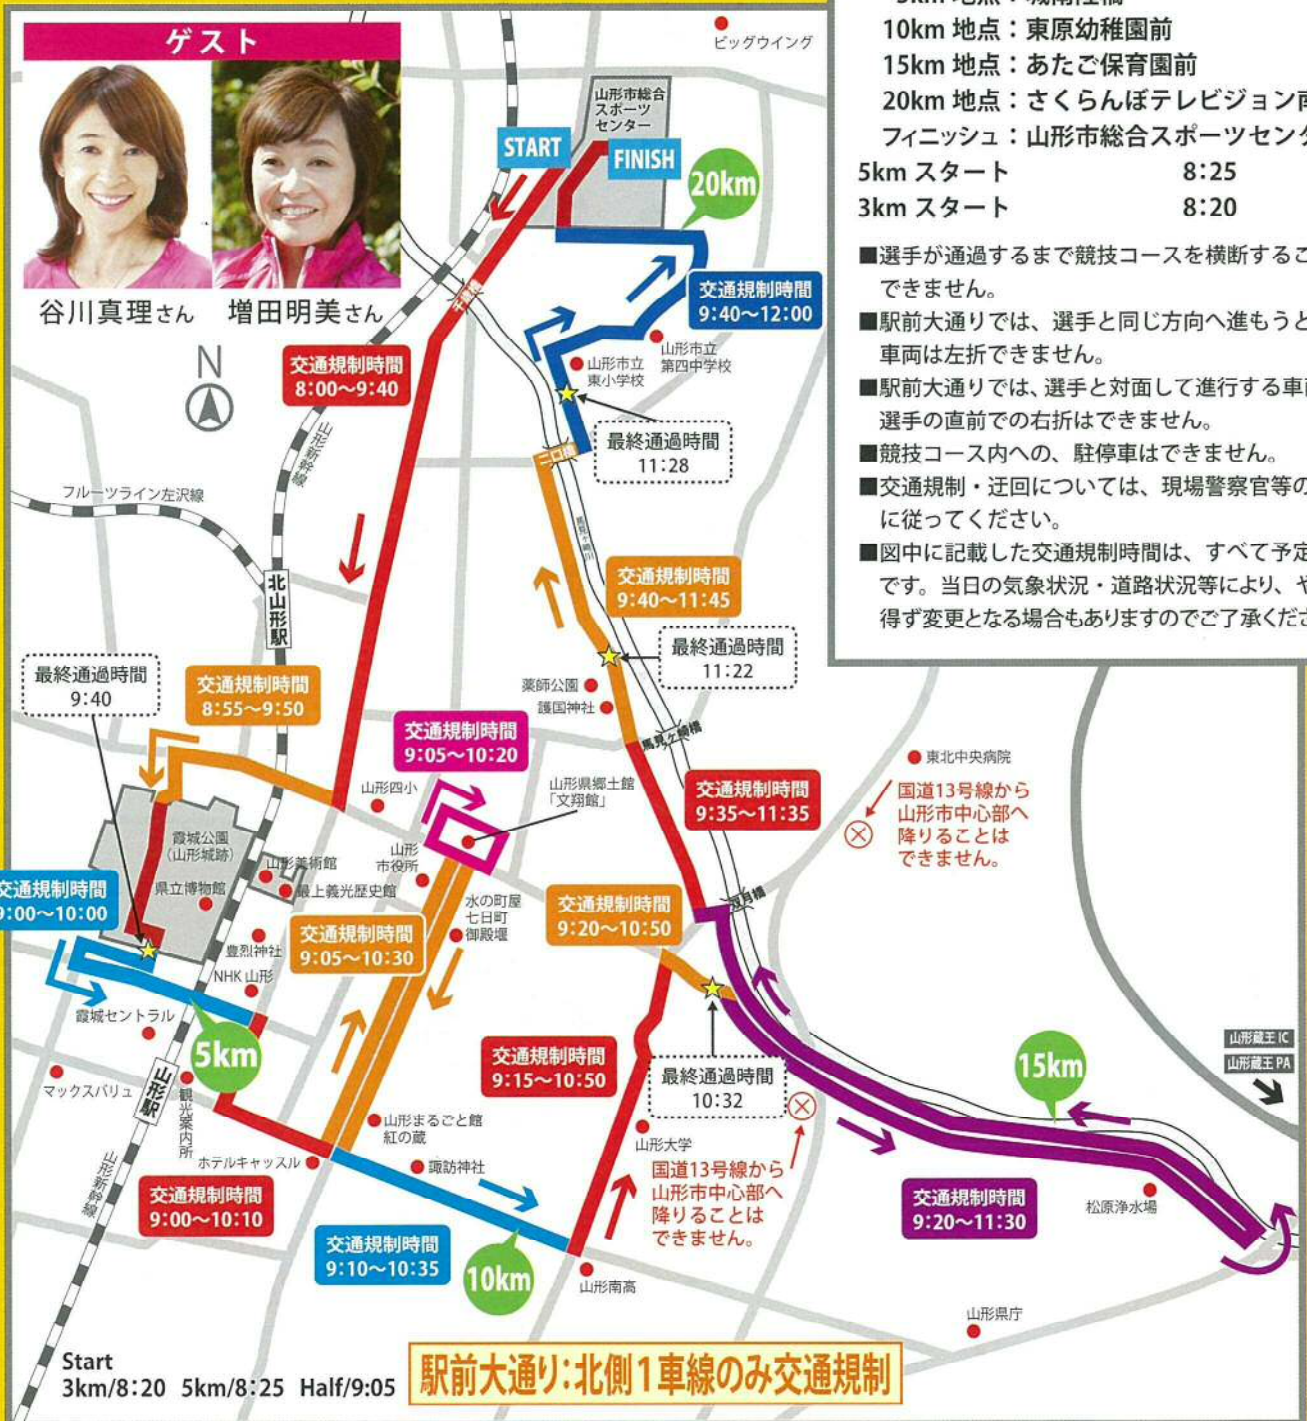 ゲスト
谷川真理さん
増田明美さん
N
ビッグウイング
山形市総合
スポーツ
センター
START
FINISH
20km
10km 地点：東原幼稚園前
15km 地点：あたご保育園前
20km 地点：さくらんぼテレビジョン南
フィニッシュ：山形市総合スポーツセンタ
5km スタート 8:25
3km スタート 8:20
■選手が通過するまで競技コースを横断するこ
できません。
■駅前大通りでは、選手と同じ方向へ進もうと
車両は左折できません。
■駅前大通りでは、選手と対面して進行する車両
選手の直前での右折はできません。
■競技コース内への、駐停車はできません。
■交通規制・迂回については、現場警察官等の
に従ってください。
■図中に記載した交通規制時間は、すべて予定
です。当日の気象状況・道路状況等により、や
得ず変更となる場合もありますのでご了承くださ
千歳橋
交通規制時間
9:40～12:00
山形市立
第四中学校
山形市立
東小学校
交通規制時間
8:00～9:40
最終通過時間
11:28
山形新幹線
二口橋
フルーツライン左沢線
馬見ヶ崎川
北山形駅
交通規制時間
9:40～11:45
最終通過時間
11:22
薬師公園
護国神社
最終通過時間
9:40
交通規制時間
8:55～9:50
交通規制時間
9:05～10:20
馬見ヶ崎橋
東北中央病院
国道13号線から
山形市中心部へ
降りることは
できません。
交通規制時間
9:35～11:35
山形四小
山形県郷土館
「文翔館」
霞城公園
（山形城跡）
山形
市役所
山形美術館
最上義光歴史館
県立博物館
交通規制時間
9:00～10:00
水の町屋
七日町
御殿堰
交通規制時間
9:20～10:50
双月橋
交通規制時間
9:05～10:30
豊烈神社
NHK 山形
霞城セントラル
5km
マックスバリュ
山形駅
観光案内所
交通規制時間
9:15～10:50
最終通過時間
10:32
15km
山形蔵王 IC
山形蔵王 PA
山形まるごと館
紅の蔵
山形大学
ホテルキャッスル
諏訪神社
国道13号線から
山形市中心部へ
降りることは
できません。
山形新幹線
交通規制時間
9:00～10:10
交通規制時間
9:20～11:30
松原浄水場
交通規制時間
9:10～10:35
10km
山形南高
山形県庁
Start
3km/8:20 5km/8:25 Half/9:05
駅前大通り：北側1車線のみ交通規制